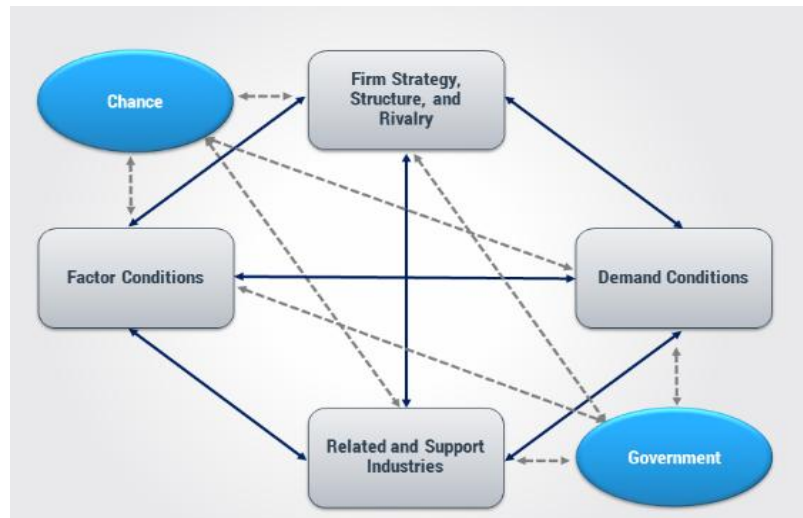 Firm Strategy,
Structure, and
Rivalry
Chance
Factor Conditions
Demand Conditions
Related and Support
Industries
Government